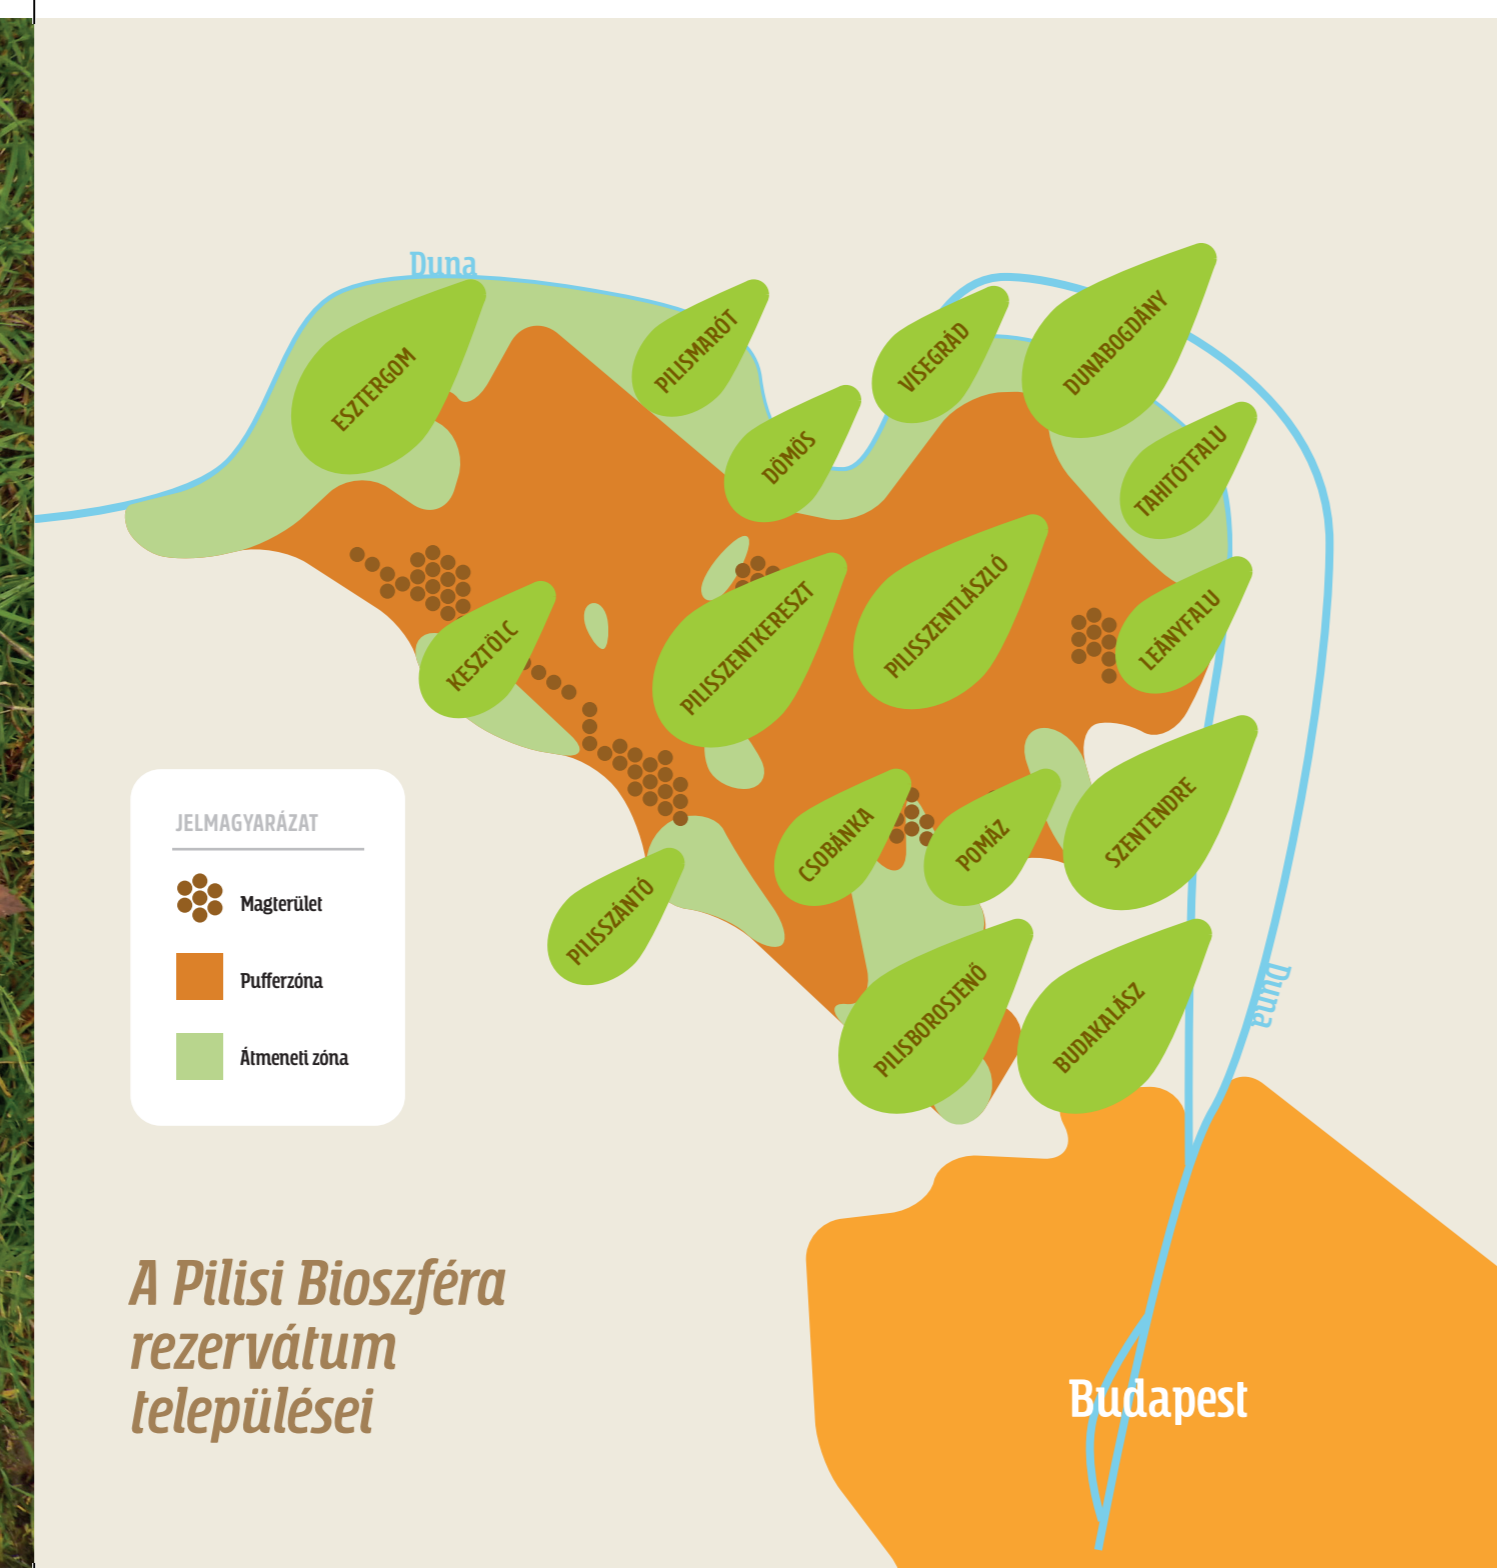 Duna
ESZTERGOM
PILISMARÓT
DÖMÖS
VISEGRÁD
DUNABOGDÁNY
TAHITÓTFALU
KESZTÖLC
PILISSZENTKERESZT
PILISSZENTLÁSZLÓ
LEÁNYFALU
CSOBÁNKA
POMÁZ
SZENTENDRE
PILISSZÁNTÓ
PILISBOROSJENŐ
BUDAKALÁSZ
Duna
JELMAGYARÁZAT
Magterület
Pufferzóna
Átmeneti zóna
A Pilisi Bioszféra
rezervátum
települései
Budapest